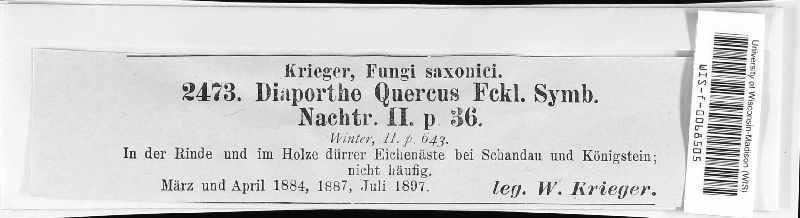 Krieger, Fungi saxonici.
2473. Diaporthe Quercus Fckl. Symb.
Nachtr. II. p 36.
Winter, II. p. 643.
In der Rinde und im Holze dürrer Eichenäste bei Schandau und Königstein;
nicht häufig.
März und April 1884, 1887, Juli 1897.
leg. W. Krieger.
University of Wisconsin-Madison (WIS)
WIS-f-0068505